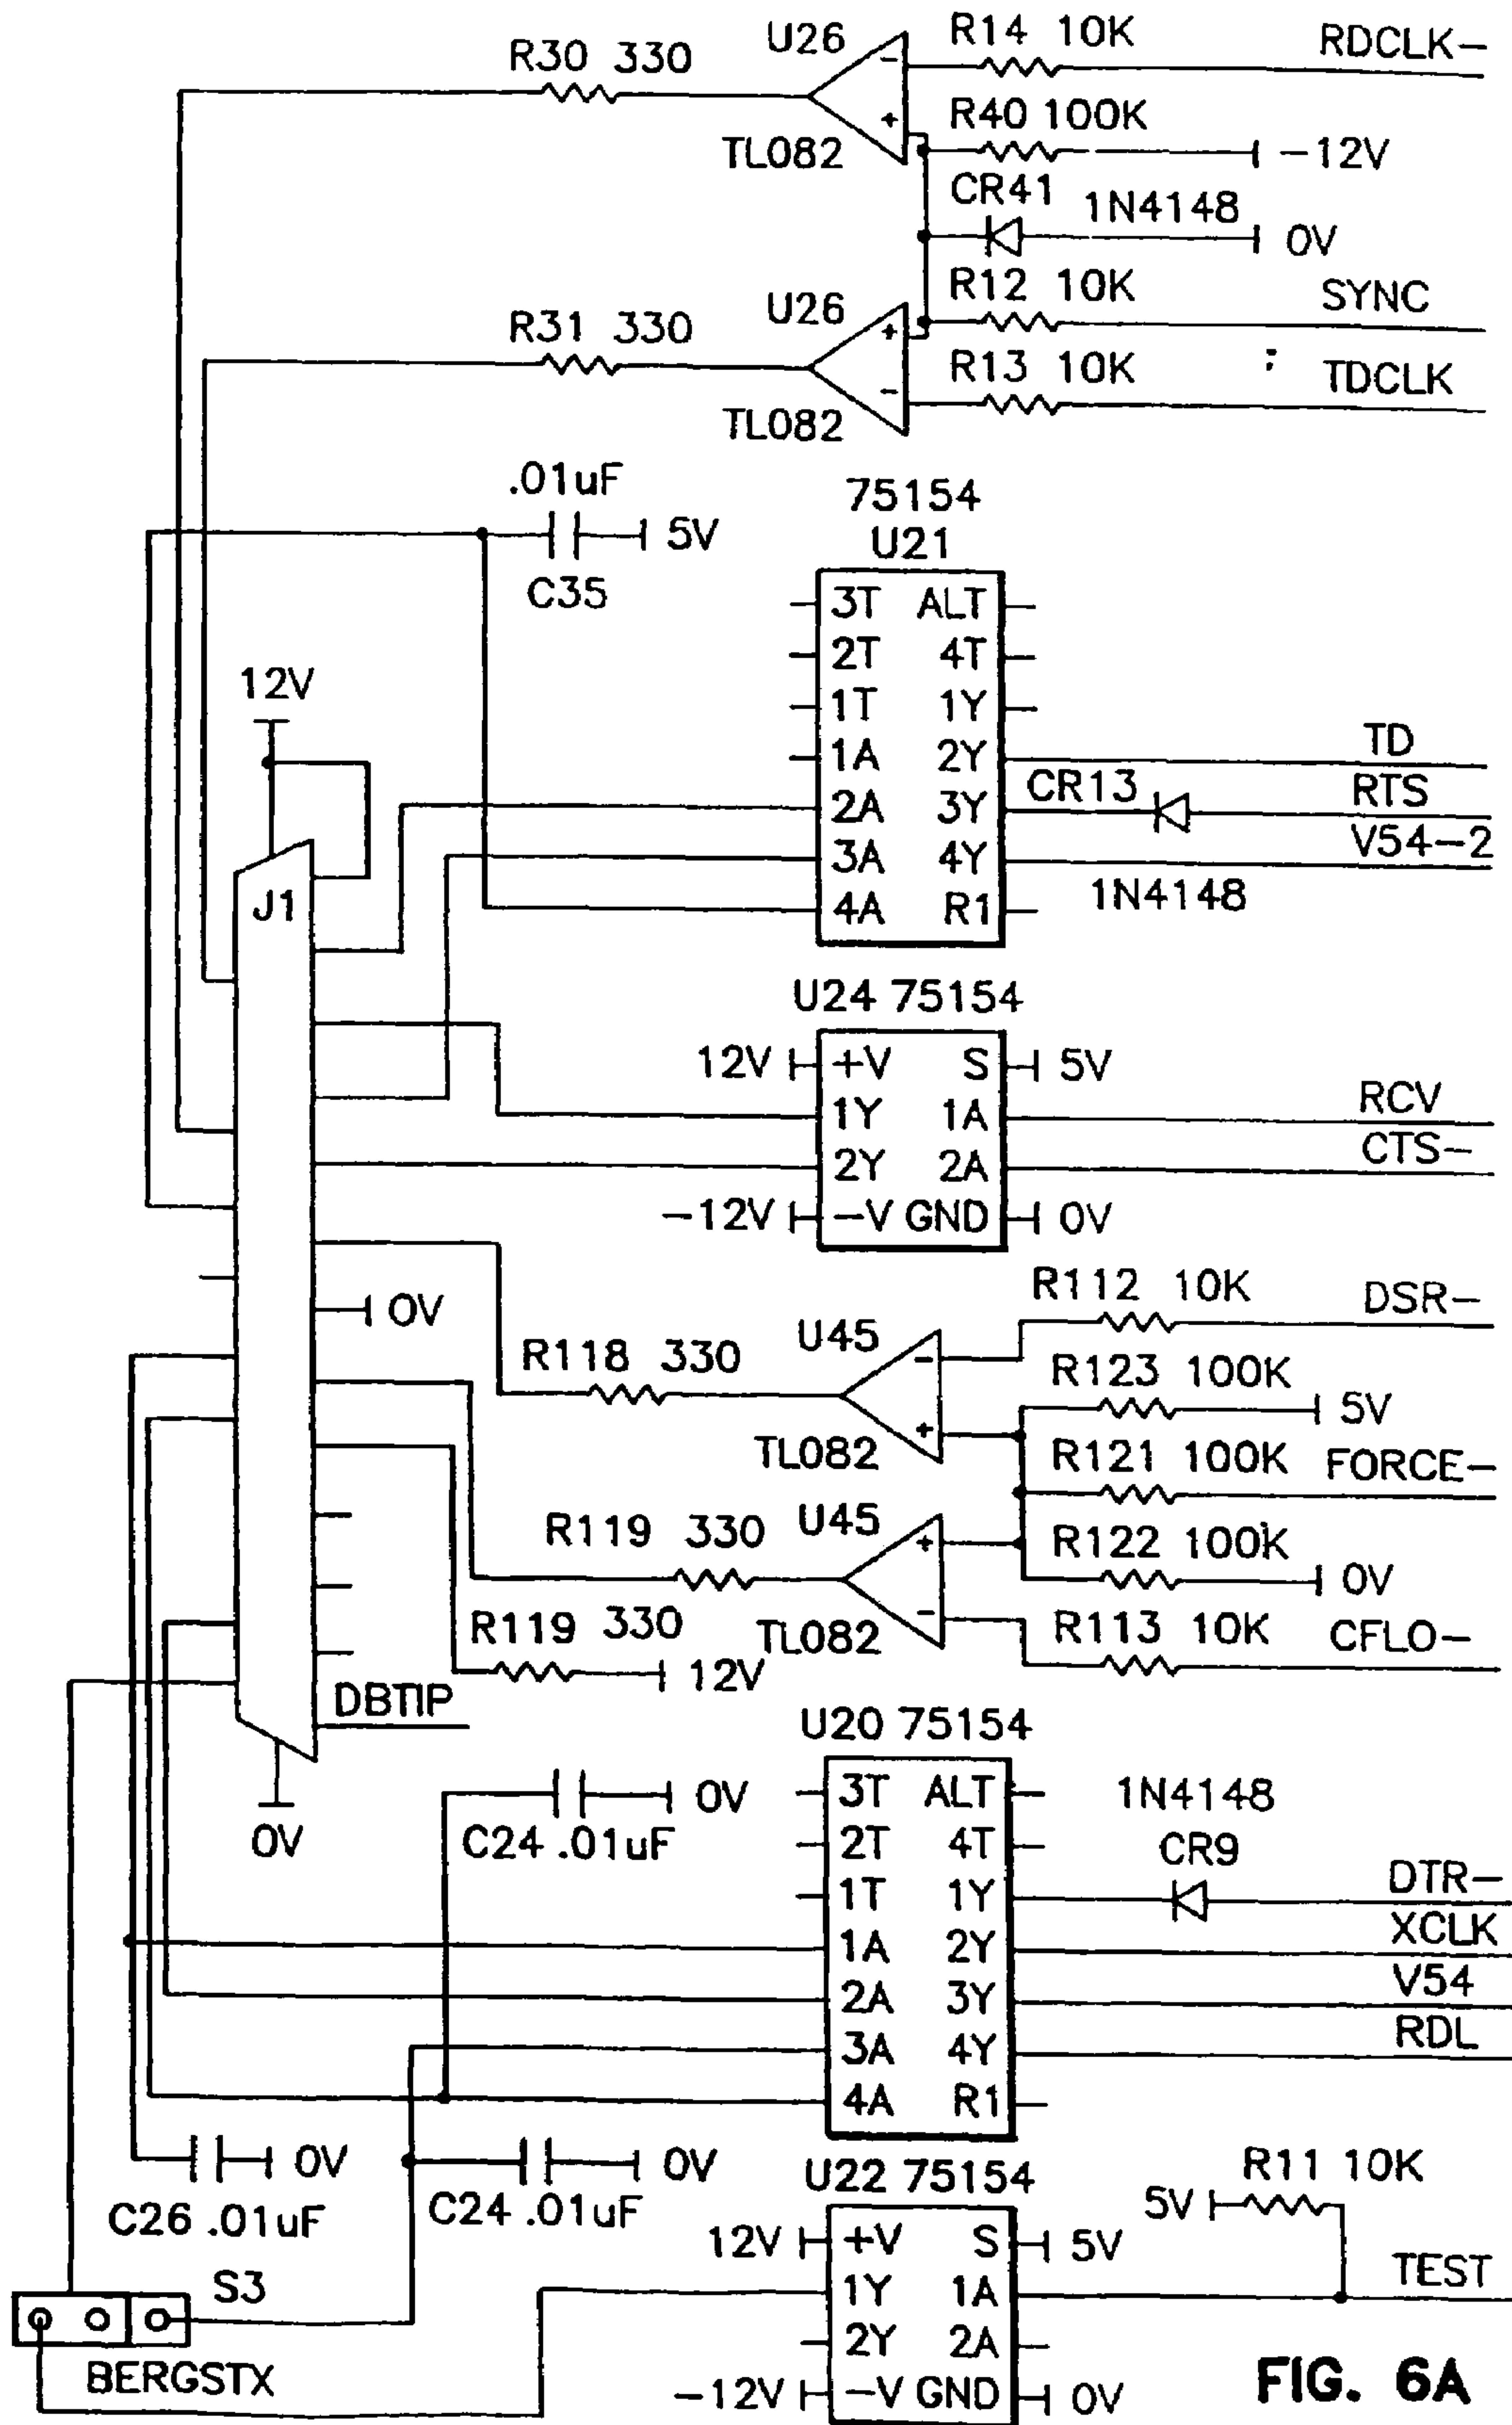 U26 R14 10K RDCLK-
R30 330
-
+
R40 100K
TL082
-12V
CR41 1N4148
0V
R12 10K SYNC
U26
R31 330
+
-
R13 10K TDCLK
TL082
.01uF
5V
C35
75154
U21
3T ALT
2T 4T
1T 1Y
1A 2Y TD
2A 3Y CR13 RTS
3A 4Y V54-2
4A R1 1N4148
12V
J1
U24 75154
12V +V S 5V
1Y 1A RCV
2Y 2A CTS-
-12V -V GND 0V
0V
R112 10K DSR-
U45
R118 330
-
+
R123 100K
5V
TL082
R121 100K FORCE-
R119 330 U45
+
-
R122 100K
0V
R119 330
TL082
R113 10K CFLO-
12V
DBTIP
0V
U20 75154
3T ALT 1N4148
2T 4T CR9
1T 1Y DTR-
1A 2Y XCLK
2A 3Y V54
3A 4Y RDL
4A R1
0V
C24 .01uF
0V
C26 .01uF
0V
C24 .01uF
U22 75154
R11 10K
5V
12V +V S 5V
1Y 1A TEST
2Y 2A
-12V -V GND 0V
S3
BERGSTX
FIG. 6A